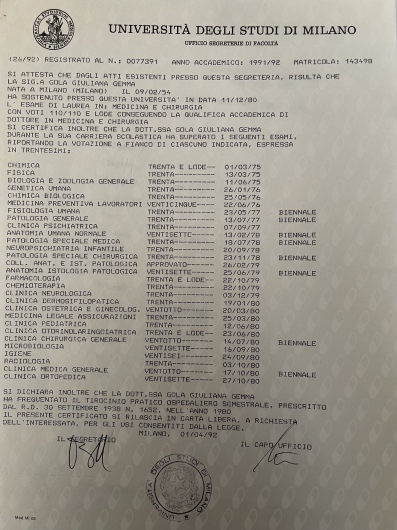 UNIVERSITÀ DEGLI STUDI DI MILANO
UFFICIO SEGRETERIE DI FACOLTÀ
(26/92) REGISTRATO AL N.: 0077391 ANNO ACCADEMICO: 1991/92 MATRICOLA: 143498
SI ATTESTA CHE DAGLI ATTI ESISTENTI PRESSO QUESTA SEGRETERIA, RISULTA CHE
LA SIG.A GOLA GIULIANA GEMMA
NATA A MILANO (MILANO) IL 09/02/54
HA SOSTENUTO PRESSO QUESTA UNIVERSITA' IN DATA 11/12/80
L'ESAME DI LAUREA IN: MEDICINA E CHIRURGIA
CON VOTI 110/110 E LODE CONSEGUENDO LA QUALIFICA ACCADEMICA DI
DOTTORE IN MEDICINA E CHIRURGIA
SI CERTIFICA INOLTRE CHE LA DOTT.SSA GOLA GIULIANA GEMMA
DURANTE LA SUA CARRIERA SCOLASTICA HA SUPERATO I SEGUENTI ESAMI,
RIPORTANDO LA VOTAZIONE A FIANCO DI CIASCUNO INDICATA, ESPRESSA
IN TRENTESIMI:
CHIMICA TRENTA E LODE-- 01/03/75
FISICA TRENTA--------- 13/03/75
BIOLOGIA E ZOOLOGIA GENERALE TRENTA--------- 11/06/75
GENETICA UMANA TRENTA--------- 26/01/76
CHIMICA BIOLOGICA TRENTA--------- 25/05/76
MEDICINA PREVENTIVA LAVORATORI VENTICINQUE---- 22/06/76
FISIOLOGIA UMANA TRENTA--------- 23/05/77 BIENNALE
PATOLOGIA GENERALE TRENTA--------- 13/07/77 BIENNALE
CLINICA PSICHIATRICA TRENTA--------- 07/09/77
ANATOMIA UMANA NORMALE VENTISETTE----- 13/02/78 BIENNALE
PATOLOGIA SPECIALE MEDICA TRENTA--------- 18/07/78 BIENNALE
NEUROPSICHIATRIA INFANTILE TRENTA--------- 20/09/78
PATOLOGIA SPECIALE CHIRURGICA TRENTA--------- 23/11/78 BIENNALE
COLL. ANAT. E IST. PATOLOGICA APPROVATO------ 26/02/79
ANATOMIA ISTOLOGIA PATOLOGICA VENTISETTE----- 25/06/79 BIENNALE
FARMACOLOGIA TRENTA E LODE-- 22/10/79
CHEMIOTERAPIA TRENTA--------- 22/10/79
CLINICA NEUROLOGICA TRENTA--------- 03/12/79
CLINICA DERMOSIFILOPATICA TRENTA--------- 19/01/80
CLINICA OSTETRICA E GINECOLOG. VENTOTTO------- 20/03/80
MEDICINA LEGALE ASSICURAZIONI TRENTA--------- 25/03/80
CLINICA PEDIATRICA TRENTA--------- 12/06/80
CLINICA OTORINOLARINGOIATRICA TRENTA E LODE-- 23/06/80
CLINICA CHIRURGICA GENERALE VENTOTTO------- 14/07/80 BIENNALE
MICROBIOLOGIA VENTISETTE----- 16/09/80
IGIENE VENTISEI------- 24/09/80
RADIOLOGIA TRENTA--------- 03/10/80
CLINICA MEDICA GENERALE VENTOTTO------- 17/10/80 BIENNALE
CLINICA ORTOPEDICA VENTISETTE----- 27/10/80
SI DICHIARA INOLTRE CHE LA DOTT.SSA GOLA GIULIANA GEMMA
HA FREQUENTATO IL TIROCINIO PRATICO OSPEDALIERO SEMESTRALE, PRESCRITTO
DAL R.D. 30 SETTEMBRE 1938 N. 1652, NELL'ANNO 1980
IL PRESENTE CERTIFICATO SI RILASCIA IN CARTA LIBERA, A RICHIESTA
DELL'INTERESSATA, PER GLI USI CONSENTITI DALLA LEGGE.
MILANO, 01/04/92
IL SEGRETARIO IL CAPO UFFICIO